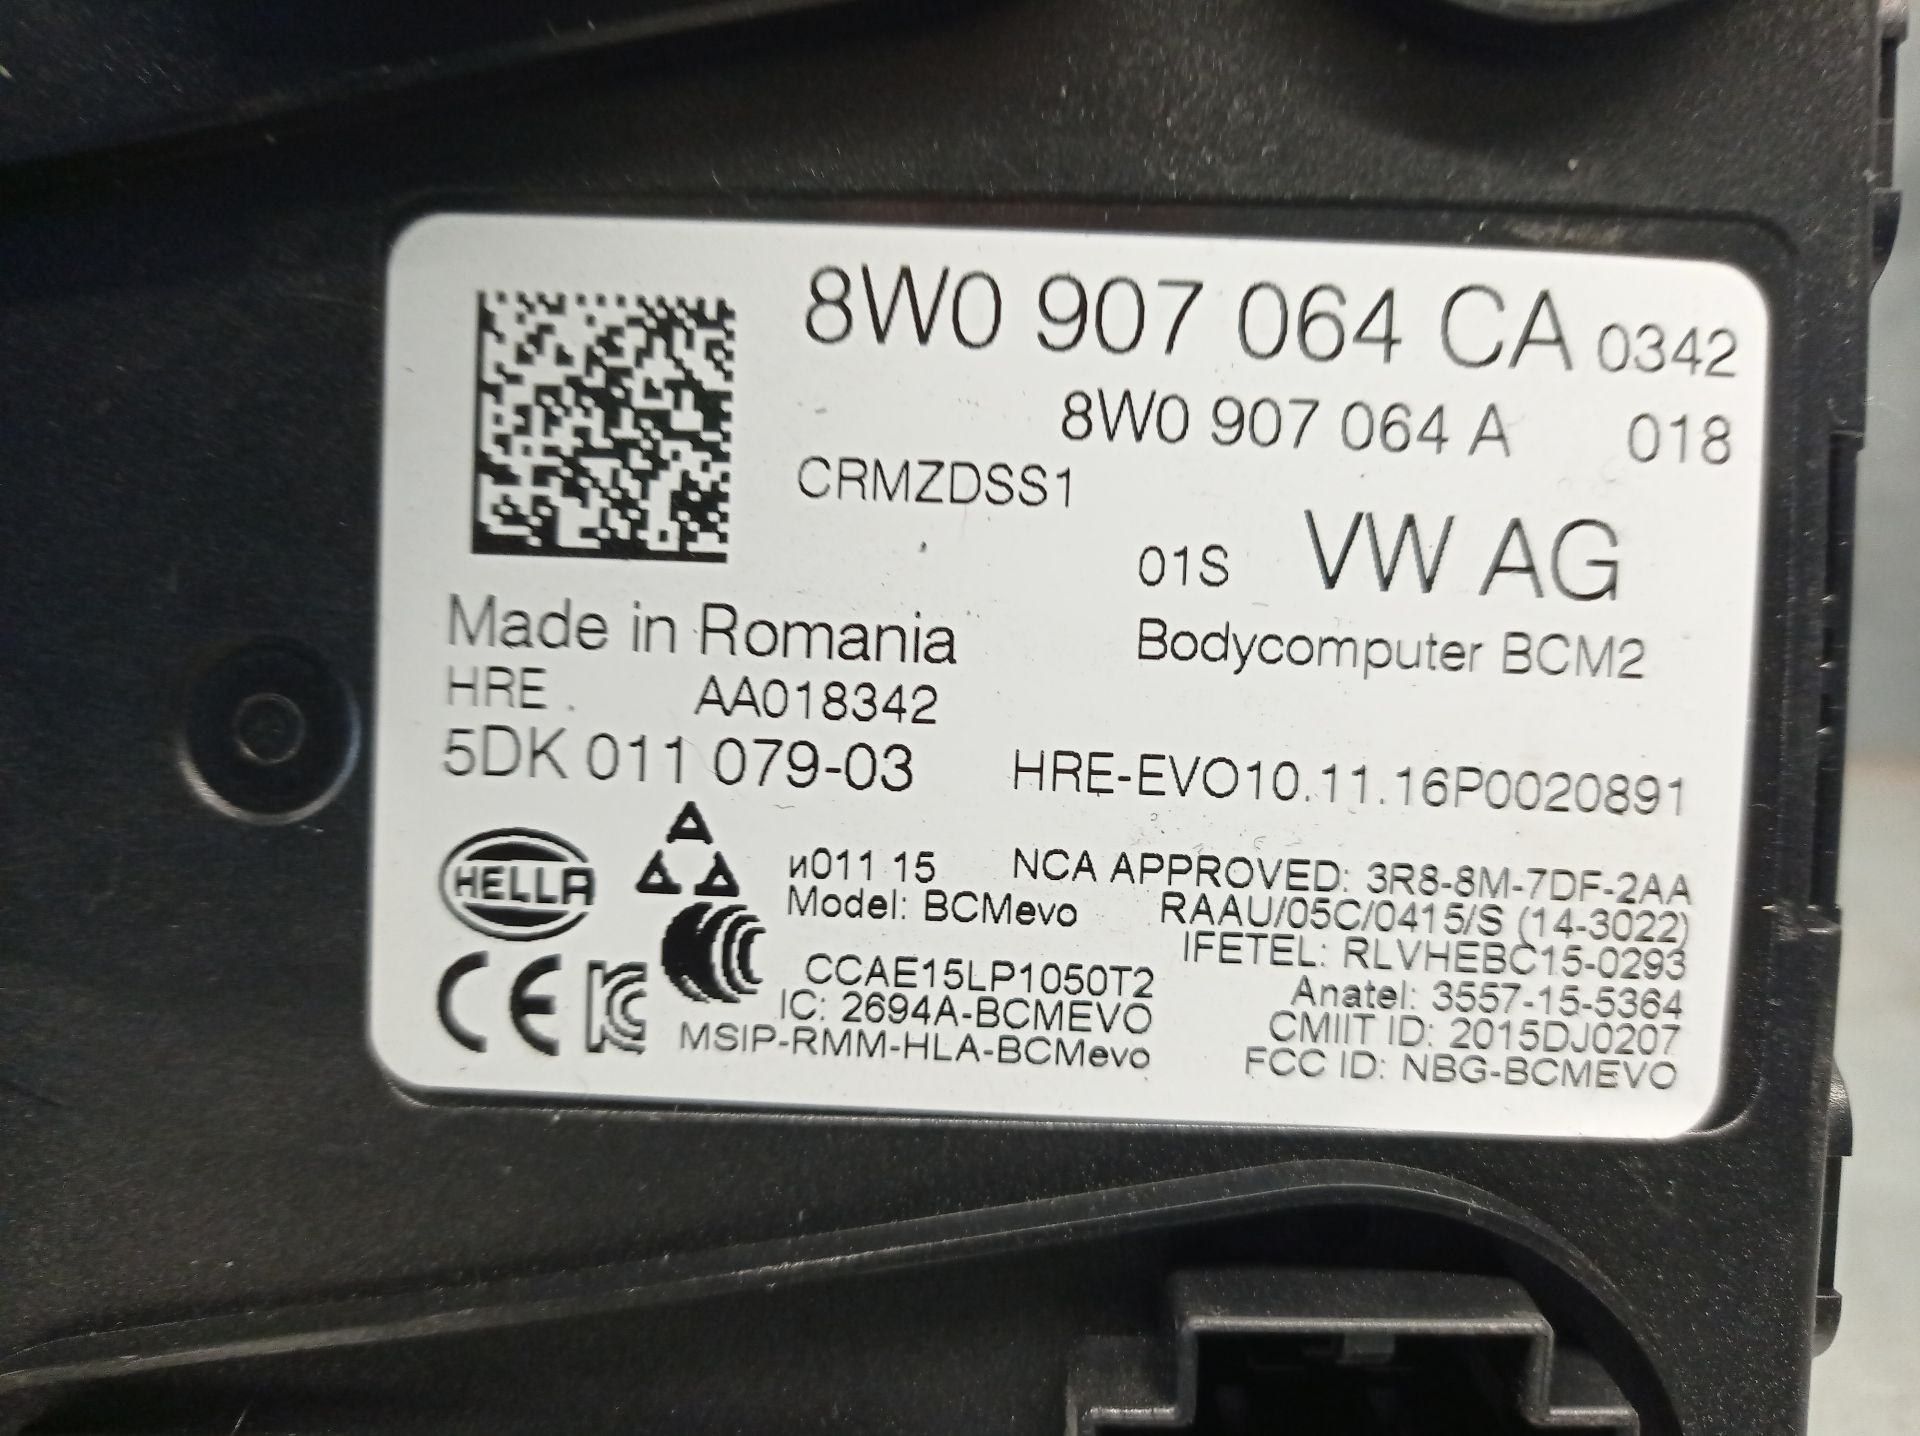 8W0 907 064 CA 0342
8W0 907 064 A 018
CRMZDSS1
01S VW AG
Made in Romania
Bodycomputer BCM2
HRE. AA018342
5DK 011 079-03
HRE-EVO10.11.16P0020891
HELLA
и011 15
NCA APPROVED: 3R8-8M-7DF-2AA
Model: BCMevo
RAAU/05C/0415/S (14-3022)
IFETEL: RLVHEBC15-0293
CCAE15LP1050T2
Anatel: 3557-15-5364
IC: 2694A-BCMEVO
CMIIT ID: 2015DJ0207
CE
MSIP-RMM-HLA-BCMevo
FCC ID: NBG-BCMEVO